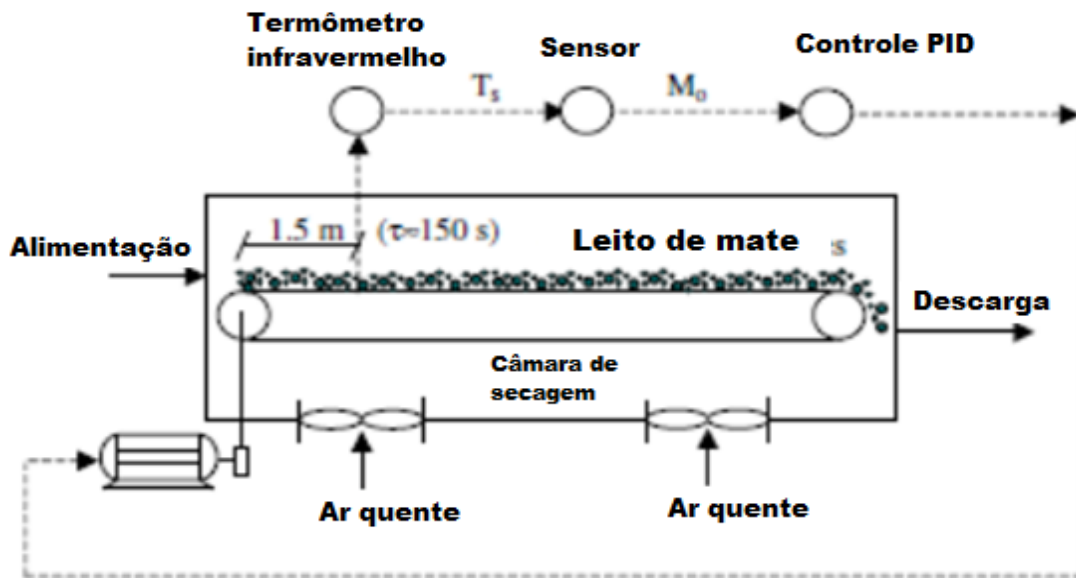 Termômetro
infravermelho
Sensor
Controle PID
Ts
Mo
1.5 m (τ≈150 s)
Alimentação
Leito de mate
s
Descarga
Câmara de
secagem
Ar quente
Ar quente